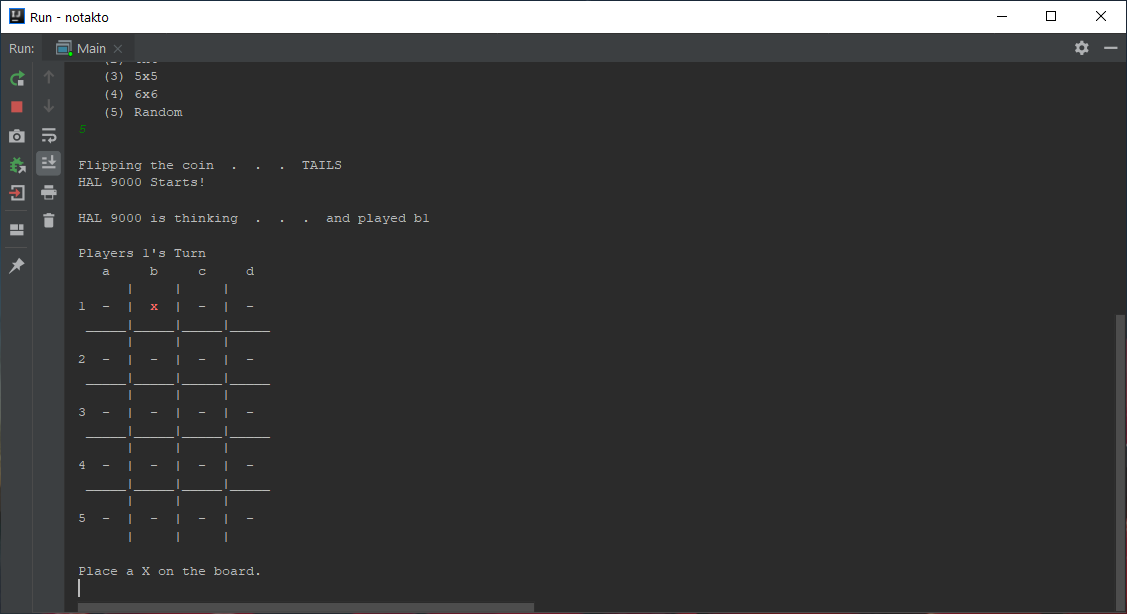 Run - notakto
Run: Main
(3) 5x5
(4) 6x6
(5) Random
5
Flipping the coin . . . TAILS
HAL 9000 Starts!
HAL 9000 is thinking . . . and played b1
Players 1's Turn
a b c d
| | |
1 - | x | - | -
_____|_____|_____|_____
| | |
2 - | - | - | -
_____|_____|_____|_____
| | |
3 - | - | - | -
_____|_____|_____|_____
| | |
4 - | - | - | -
_____|_____|_____|_____
| | |
5 - | - | - | -
| | |
Place a X on the board.